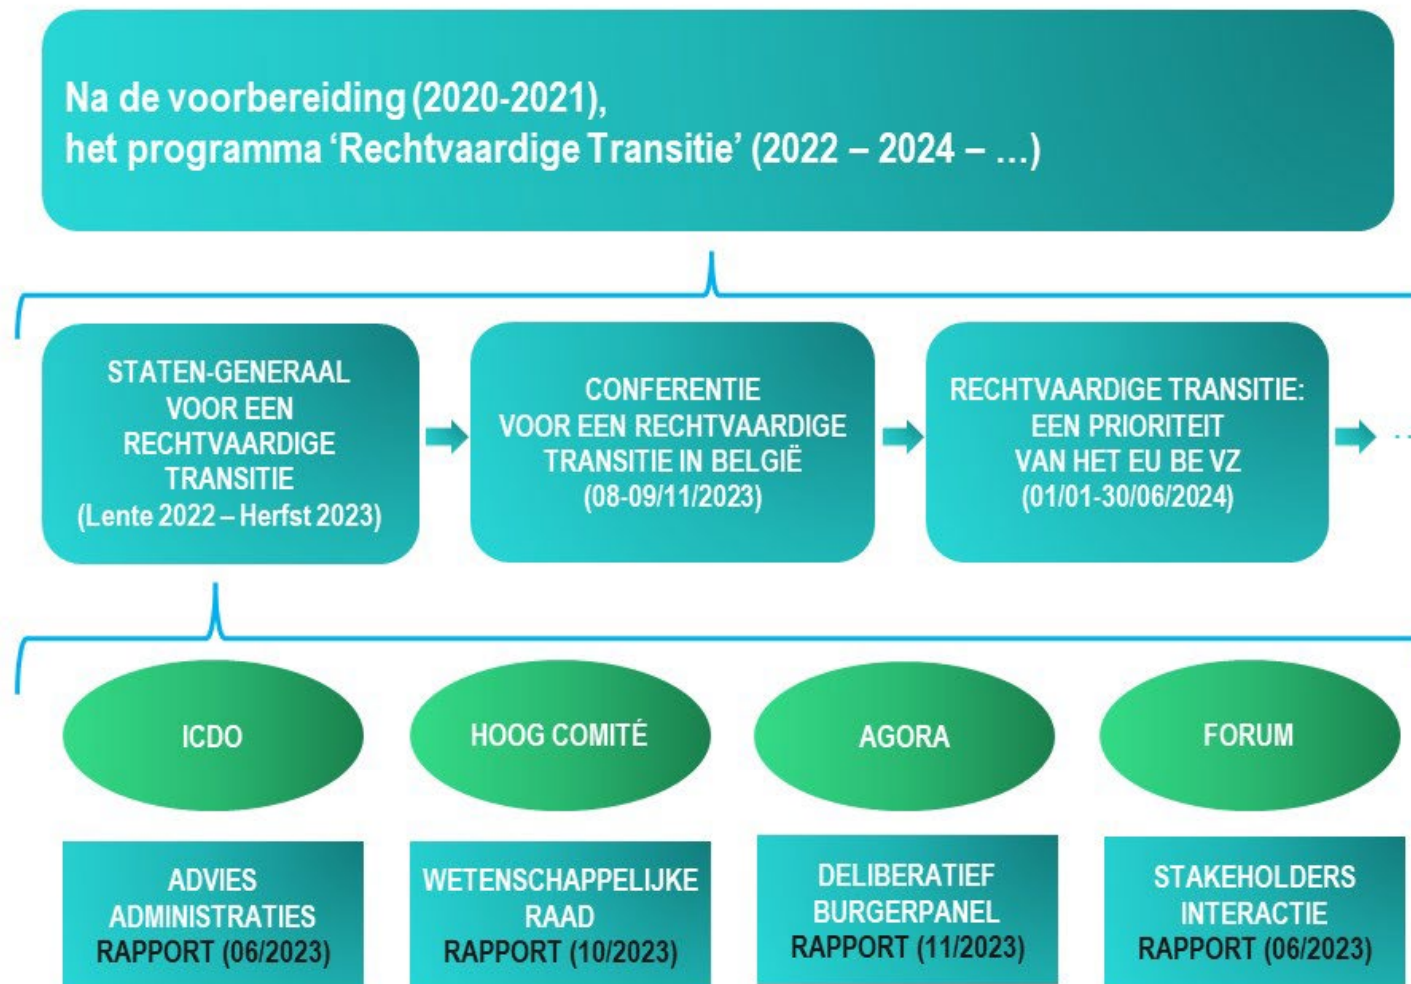 Na de voorbereiding (2020-2021),
het programma ‘Rechtvaardige Transitie’ (2022 – 2024 – …)
STATEN-GENERAAL
VOOR EEN
RECHTVAARDIGE
TRANSITIE
(Lente 2022 – Herfst 2023)
CONFERENTIE
VOOR EEN RECHTVAARDIGE
TRANSITIE IN BELGIË
(08-09/11/2023)
RECHTVAARDIGE TRANSITIE:
EEN PRIORITEIT
VAN HET EU BE VZ
(01/01-30/06/2024)
ICDO
HOOG COMITÉ
AGORA
FORUM
ADVIES
ADMINISTRATIES
RAPPORT (06/2023)
WETENSCHAPPELIJKE
RAAD
RAPPORT (10/2023)
DELIBERATIEF
BURGERPANEL
RAPPORT (11/2023)
STAKEHOLDERS
INTERACTIE
RAPPORT (06/2023)